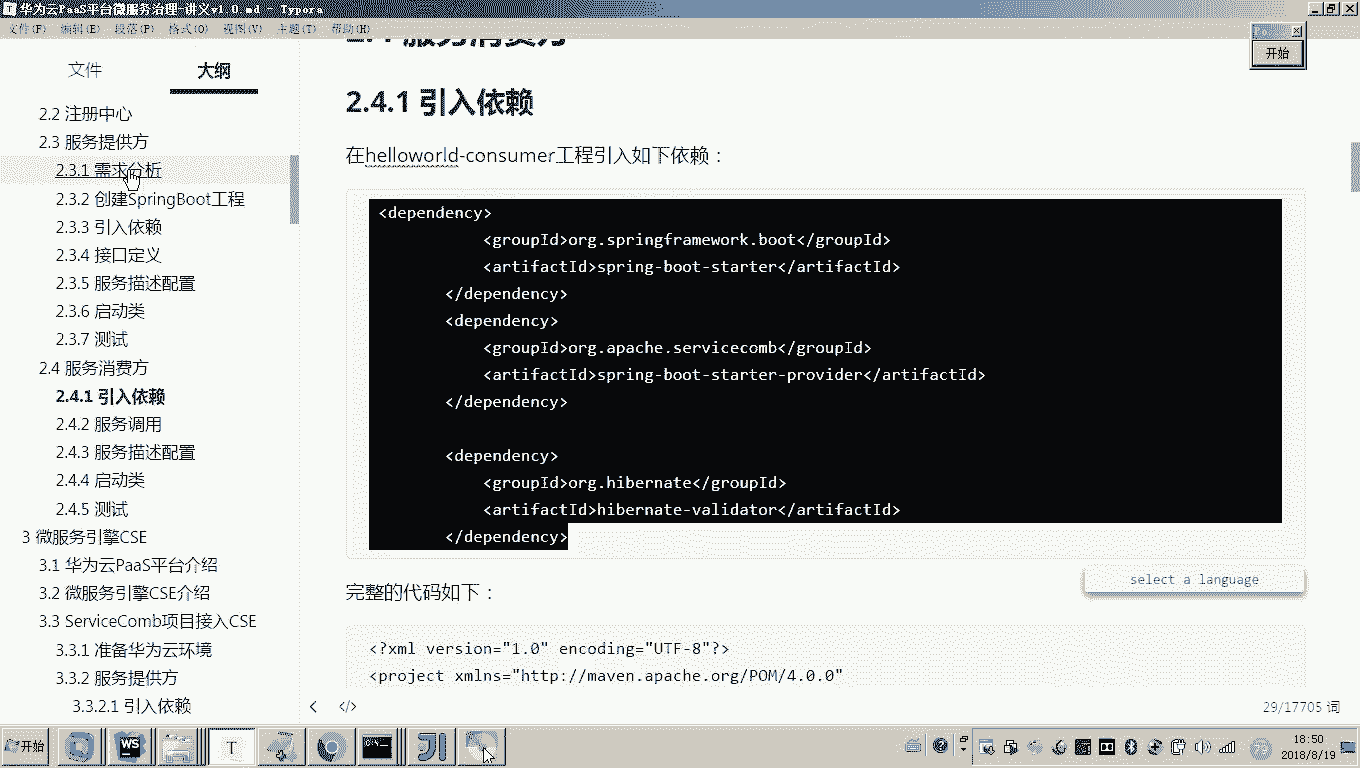 华为云PaaS平台微服务治理-讲义v1.0.md - Typora
文件(F) 编辑(E) 段落(P) 格式(O) 视图(V) 主题(T) 帮助(H)
开始
文件 大纲
2.2 注册中心
2.3 服务提供方
2.3.1 需求分析
2.3.2 创建SpringBoot工程
2.3.3 引入依赖
2.3.4 接口定义
2.3.5 服务描述配置
2.3.6 启动类
2.3.7 测试
2.4 服务消费方
2.4.1 引入依赖
2.4.2 服务调用
2.4.3 服务描述配置
2.4.4 启动类
2.4.5 测试
3 微服务引擎CSE
3.1 华为云PaaS平台介绍
3.2 微服务引擎CSE介绍
3.3 ServiceComb项目接入CSE
3.3.1 准备华为云环境
3.3.2 服务提供方
3.3.2.1 引入依赖
2.4.1 引入依赖
在helloworld-consumer工程引入如下依赖：
<dependency>
<groupId>org.springframework.boot</groupId>
<artifactId>spring-boot-starter</artifactId>
</dependency>
<dependency>
<groupId>org.apache.servicecomb</groupId>
<artifactId>spring-boot-starter-provider</artifactId>
</dependency>
<dependency>
<groupId>org.hibernate</groupId>
<artifactId>hibernate-validator</artifactId>
</dependency>
select a language
完整的代码如下：
<?xml version="1.0" encoding="UTF-8"?>
<project xmlns="http://maven.apache.org/POM/4.0.0"
29/17705 词
开始
WS
T
18:50
2018/8/19